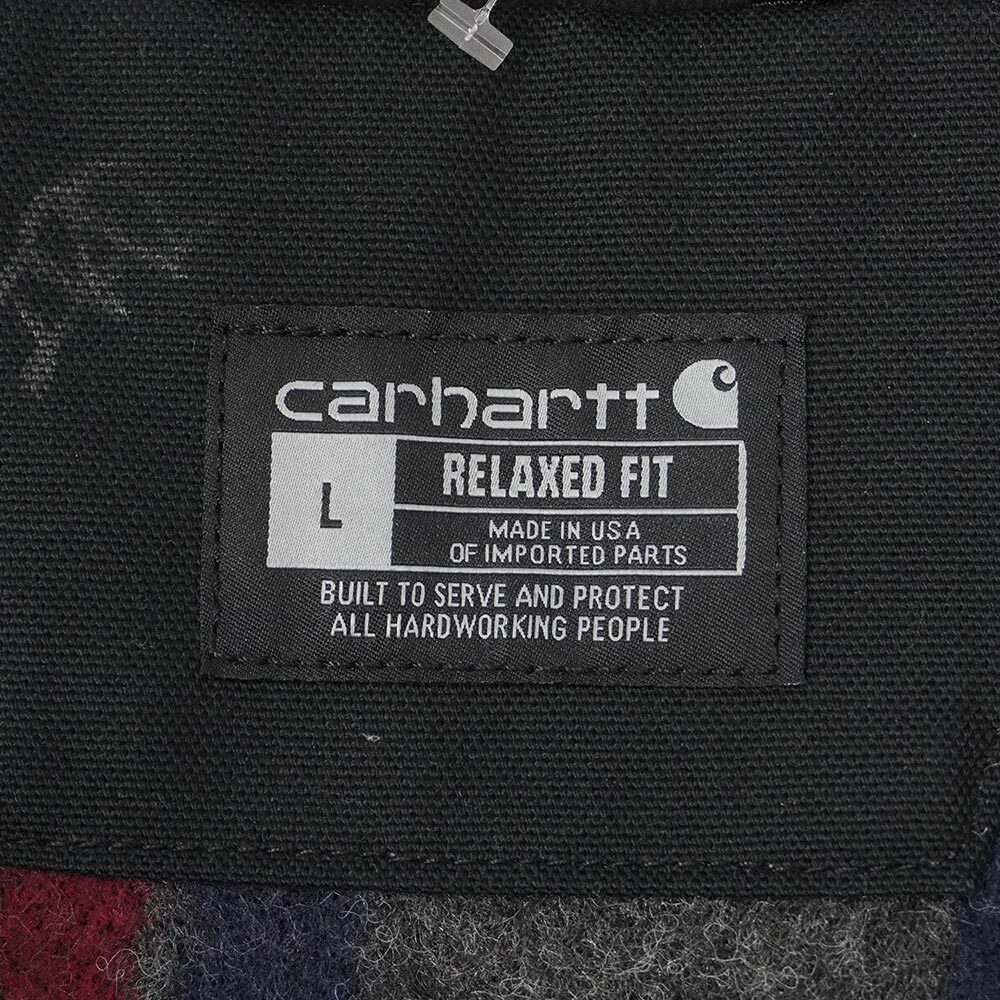 carhartt
L
RELAXED FIT
MADE IN USA
OF IMPORTED PARTS
BUILT TO SERVE AND PROTECT
ALL HARDWORKING PEOPLE